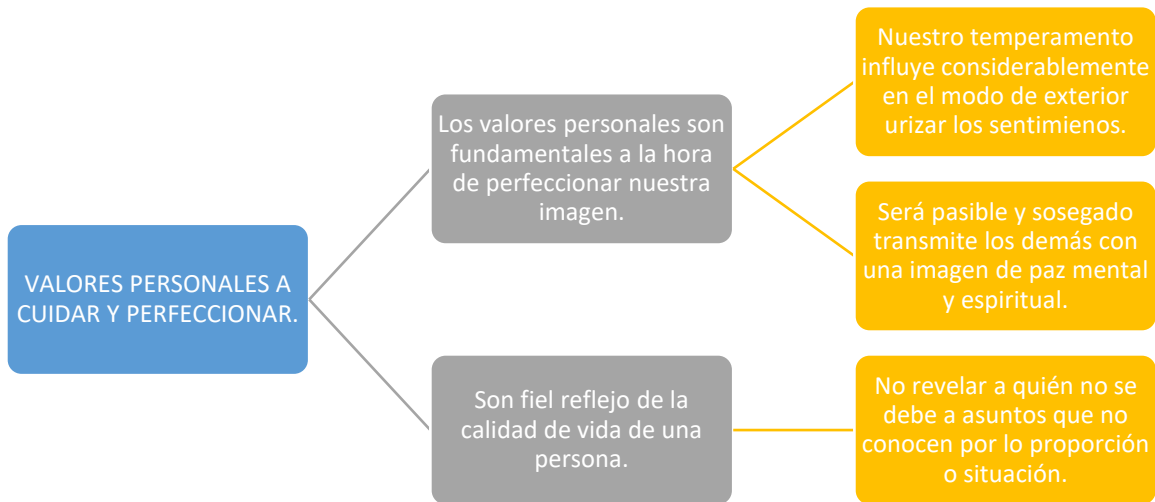 VALORES PERSONALES A
CUIDAR Y PERFECCIONAR.
Los valores personales son
fundamentales a la hora
de perfeccionar nuestra
imagen.
Nuestro temperamento
influye considerablemente
en el modo de exterior
urizar los sentimienos.
Será pasible y sosegado
transmite los demás con
una imagen de paz mental
y espiritual.
Son fiel reflejo de la
calidad de vida de una
persona.
No revelar a quién no se
debe a asuntos que no
conocen por lo proporción
o situación.